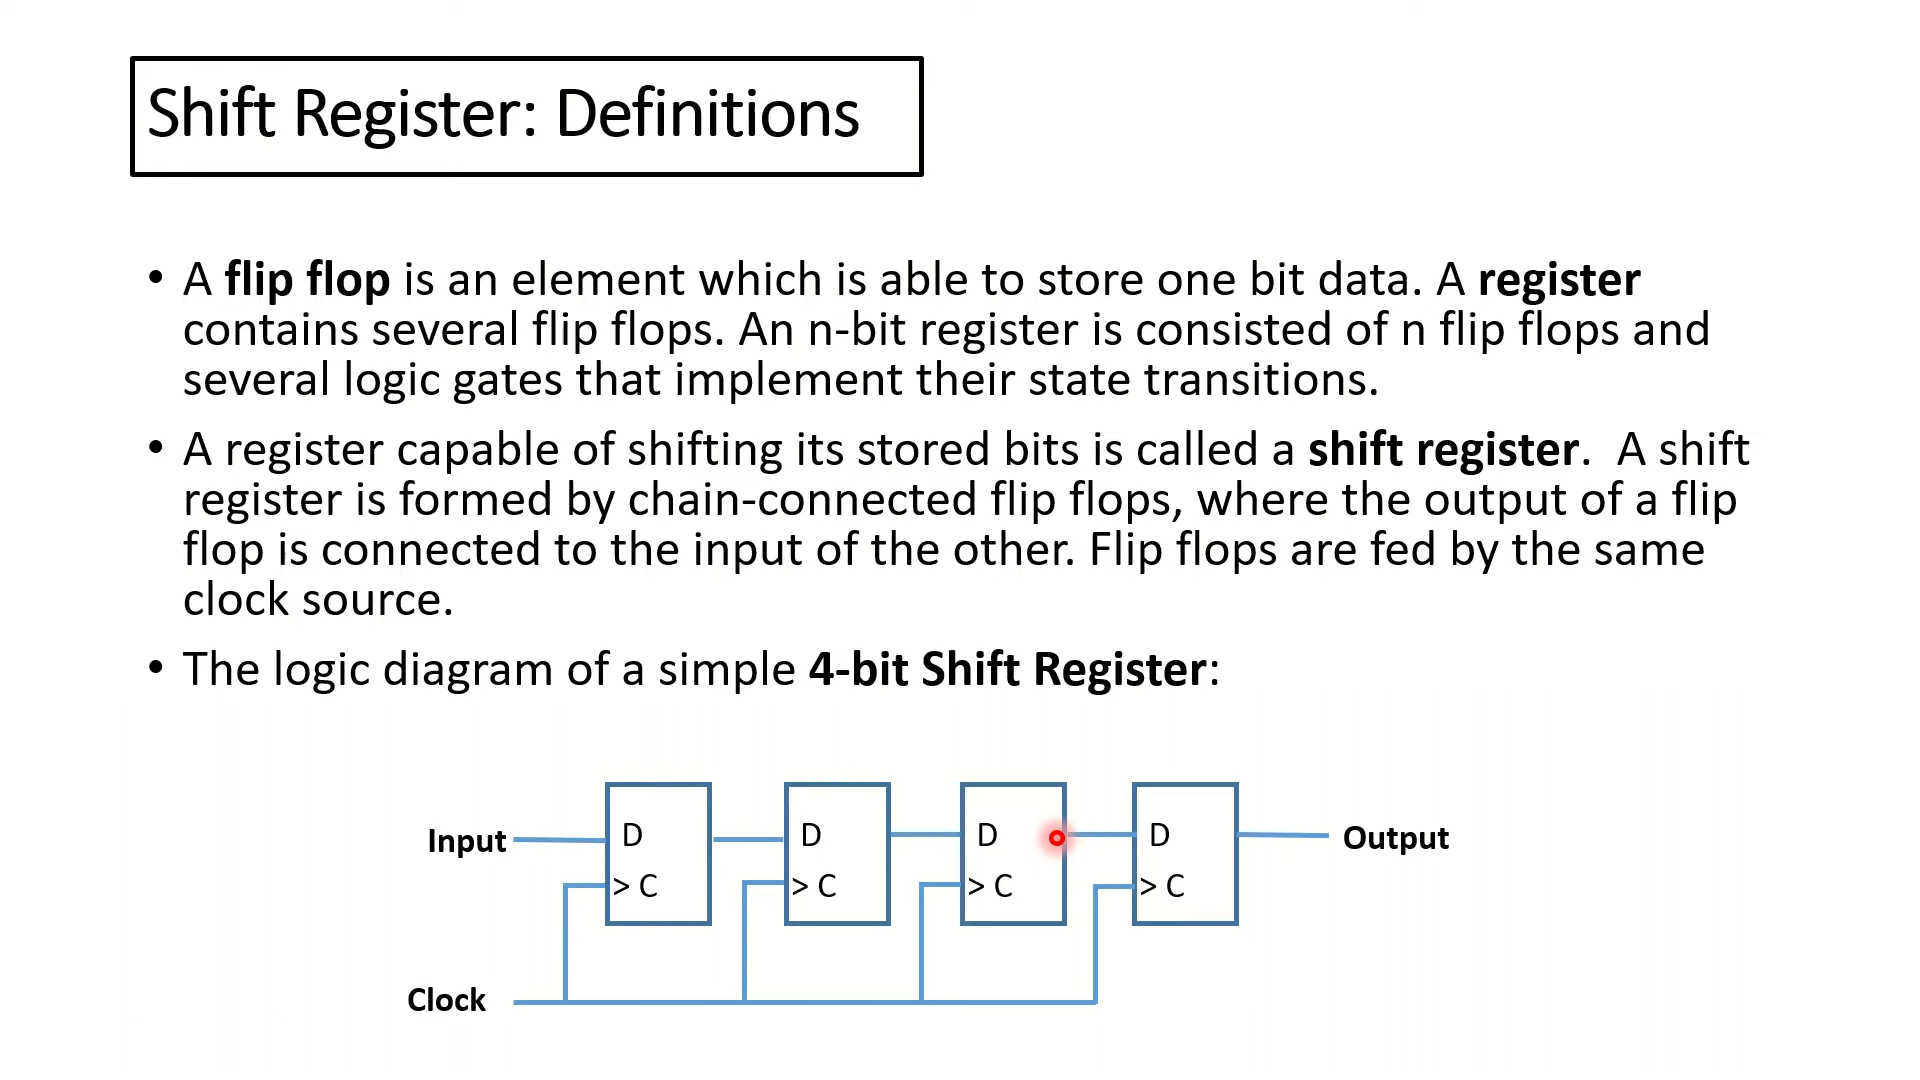 Shift Register: Definitions
• A flip flop is an element which is able to store one bit data. A register
contains several flip flops. An n-bit register is consisted of n flip flops and
several logic gates that implement their state transitions.
• A register capable of shifting its stored bits is called a shift register.  A shift
register is formed by chain-connected flip flops, where the output of a flip
flop is connected to the input of the other. Flip flops are fed by the same
clock source.
• The logic diagram of a simple 4-bit Shift Register:
Input D D D D Output
> C > C > C > C
Clock